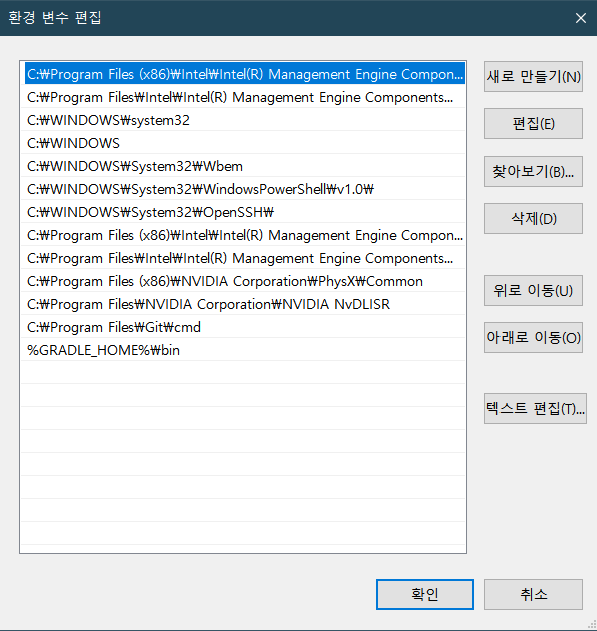 환경 변수 편집
C:₩Program Files (x86)₩Intel₩Intel(R) Management Engine Compon...
C:₩Program Files₩Intel₩Intel(R) Management Engine Components...
C:₩WINDOWS₩system32
C:₩WINDOWS
C:₩WINDOWS₩System32₩Wbem
C:₩WINDOWS₩System32₩WindowsPowerShell₩v1.0₩
C:₩WINDOWS₩System32₩OpenSSH₩
C:₩Program Files (x86)₩Intel₩Intel(R) Management Engine Compon...
C:₩Program Files₩Intel₩Intel(R) Management Engine Components...
C:₩Program Files (x86)₩NVIDIA Corporation₩PhysX₩Common
C:₩Program Files₩NVIDIA Corporation₩NVIDIA NvDLISR
C:₩Program Files₩Git₩cmd
%GRADLE_HOME%₩bin
새로 만들기(N)
편집(E)
찾아보기(B)...
삭제(D)
위로 이동(U)
아래로 이동(O)
텍스트 편집(T)...
확인
취소